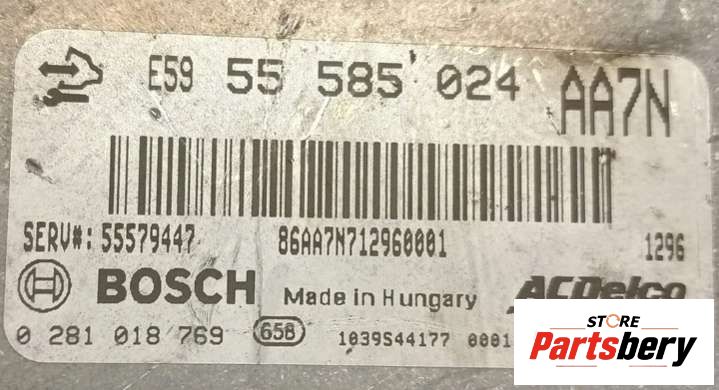 E59 55 585 024 AA7N
SERV#: 55579447 86AA7N712960001 1296
BOSCH Made in Hungary ACDelco
0 281 018 769 658 1039S44177 0001
STORE
Partsbery